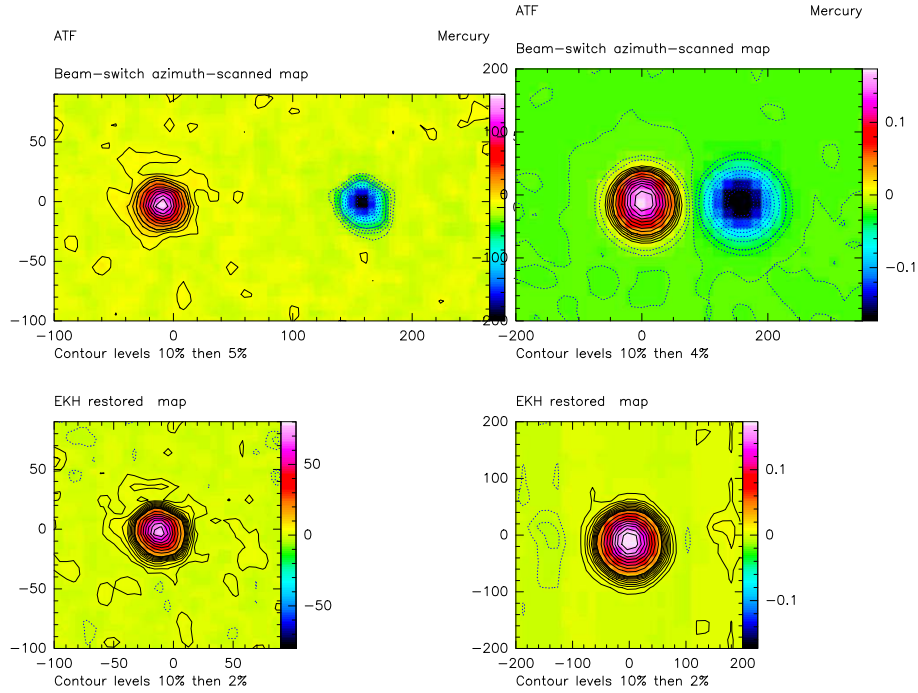 ATF Mercury
Beam-switch azimuth-scanned map
50
0
-50
-100
-100 0 100 200
Contour levels 10% then 5%
ATF Mercury
Beam-switch azimuth-scanned map
200
100
0
-100
-200
-200 0 200
0.1
0
-0.1
Contour levels 10% then 4%
EKH restored map
50
0
-50
-100
-100 -50 0 50
50
0
-50
Contour levels 10% then 2%
EKH restored map
200
100
0
-100
-200
-200 -100 0 100 200
0.1
0
-0.1
Contour levels 10% then 2%